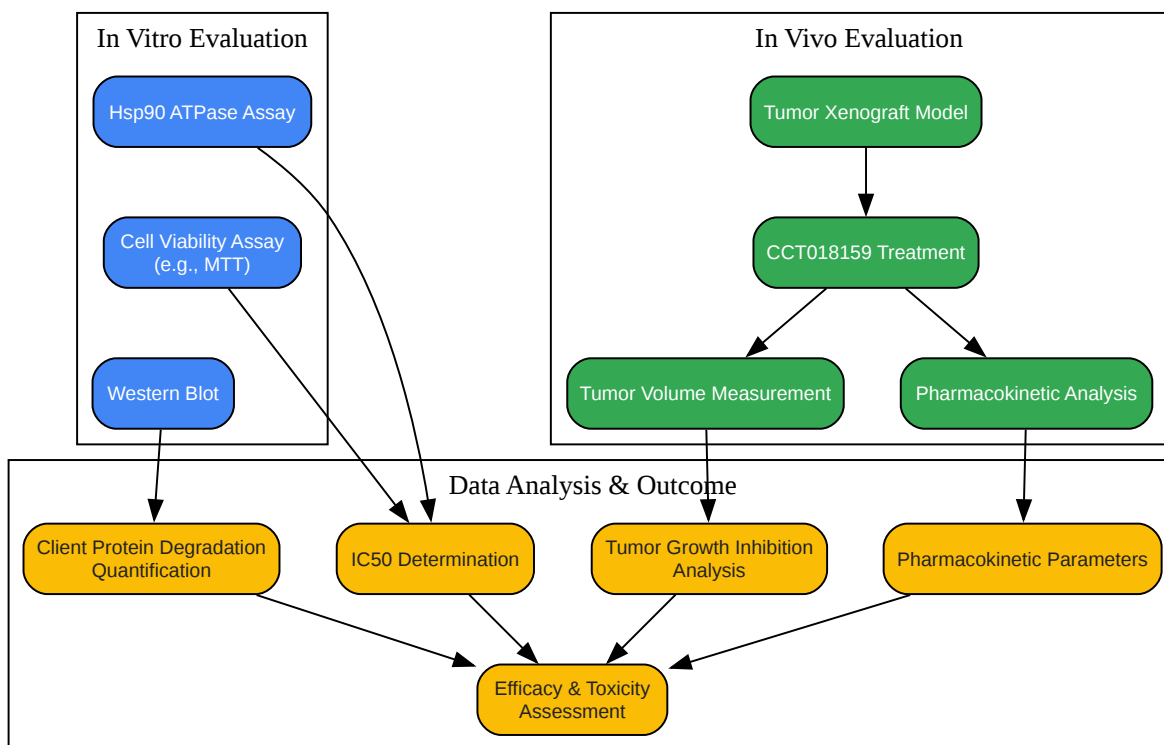 In Vitro Evaluation
Hsp90 ATPase Assay
Cell Viability Assay
(e.g., MTT)
Western Blot
In Vivo Evaluation
Tumor Xenograft Model
CCT018159 Treatment
Tumor Volume Measurement
Pharmacokinetic Analysis
Data Analysis & Outcome
Client Protein Degradation
Quantification
IC50 Determination
Tumor Growth Inhibition
Analysis
Pharmacokinetic Parameters
Efficacy & Toxicity
Assessment